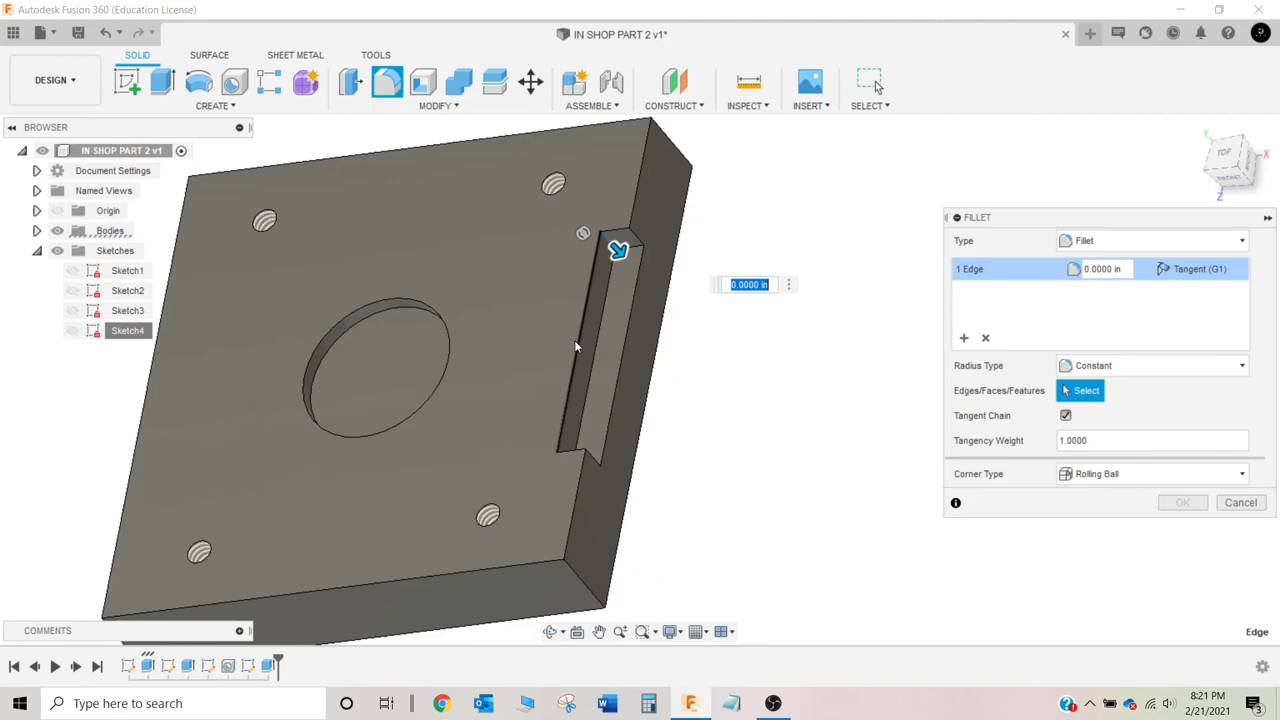 Autodesk Fusion 360 (Education License)
IN SHOP PART 2 v1*
DESIGN
SOLID SURFACE SHEET METAL TOOLS
CREATE MODIFY ASSEMBLE CONSTRUCT INSPECT INSERT SELECT
BROWSER
IN SHOP PART 2 v1
Document Settings
Named Views
Origin
Bodies
Sketches
Sketch1
Sketch2
Sketch3
Sketch4
0.0000 in
TOP
X
Y
Z
FILLET
Type Fillet
1 Edge 0.0000 in Tangent (G1)
Radius Type Constant
Edges/Faces/Features Select
Tangent Chain
Tangency Weight 1.0000
Corner Type Rolling Ball
OK Cancel
COMMENTS
Edge
Type here to search
8:21 PM
2/21/2021
3